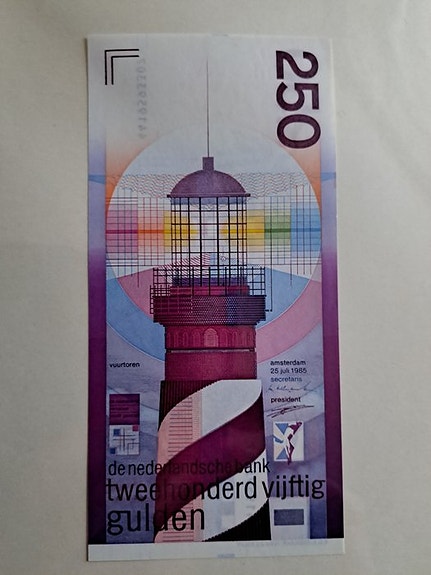 250
vuurtoren
amsterdam
25 juli 1985
secretaris
president
de nederlandsche bank
tweehonderd vijftig
gulden